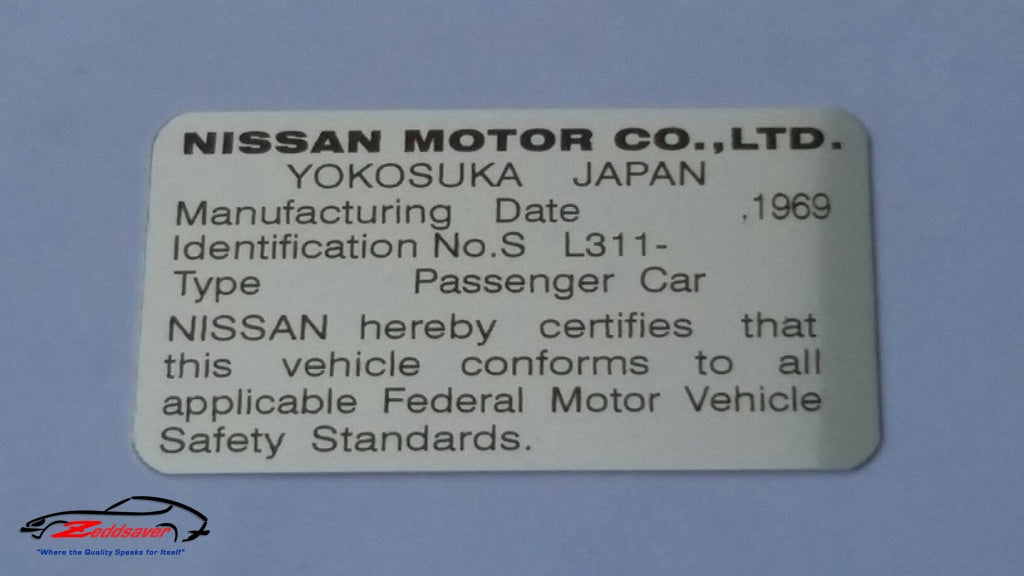 NISSAN MOTOR CO.,LTD.
YOKOSUKA JAPAN
Manufacturing Date .1969
Identification No.S L311-
Type Passenger Car
NISSAN hereby certifies that
this vehicle conforms to all
applicable Federal Motor Vehicle
Safety Standards.
Zeddsaver
"Where the Quality Speaks for Itself"